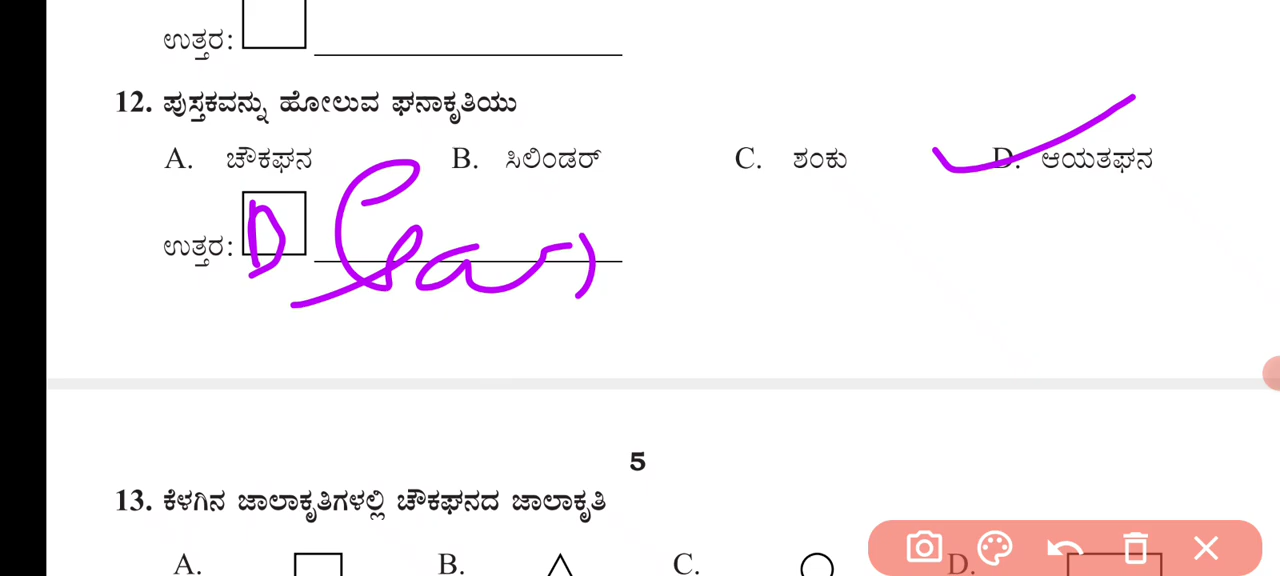 ಉತ್ತರ:
12. ಪುಸ್ತಕವನ್ನು ಹೋಲುವ ಘನಾಕೃತಿಯು
A. ಚೌಕಘನ B. ಸಿಲಿಂಡರ್ C. ಶಂಕು D. ಆಯತಘನ
ಉತ್ತರ: D
5
13. ಕೆಳಗಿನ ಜಾಲಾಕೃತಿಗಳಲ್ಲಿ ಚೌಕಘನದ ಜಾಲಾಕೃತಿ
A. B. C. D.